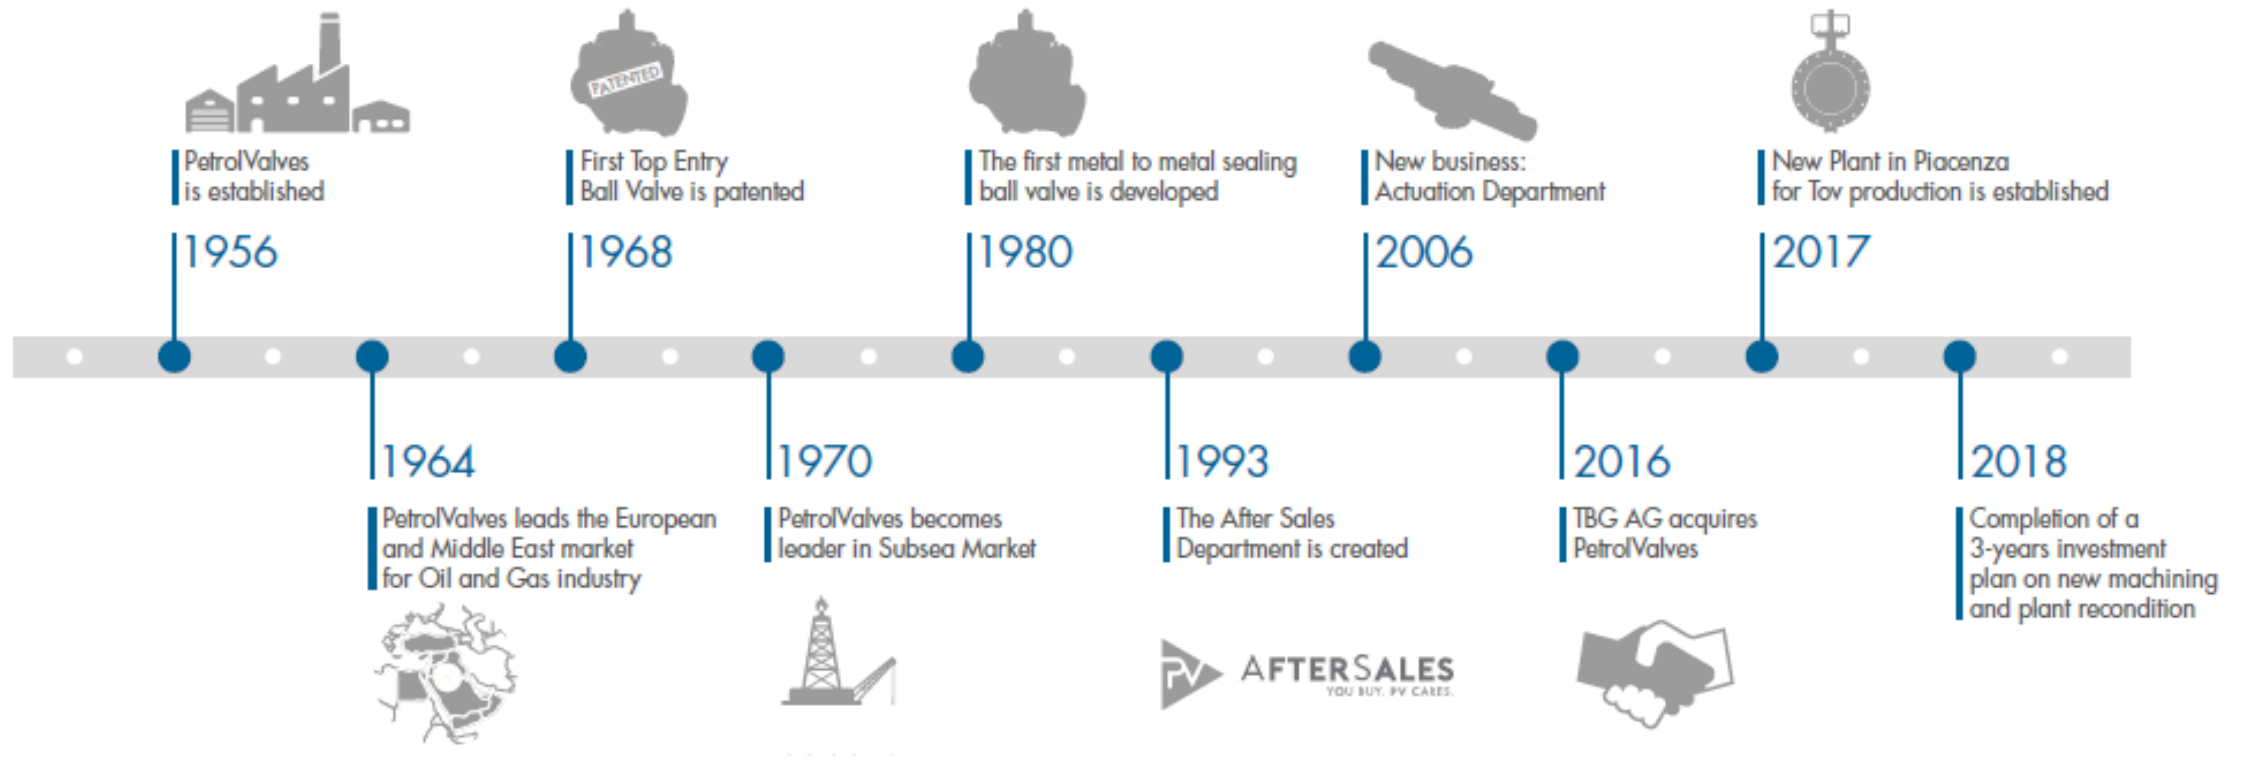 PATENTED
PetrolValves
is established
1956
First Top Entry
Ball Valve is patented
1968
The first metal to metal sealing
ball valve is developed
1980
New business:
Actuation Department
2006
New Plant in Piacenza
for Tov production is established
2017
1964
PetrolValves leads the European
and Middle East market
for Oil and Gas industry
1970
PetrolValves becomes
leader in Subsea Market
1993
The After Sales
Department is created
PV AFTERSALES
YOU BUY. PV CARES.
2016
TBG AG acquires
PetrolValves
2018
Completion of a
3-years investment
plan on new machining
and plant recondition